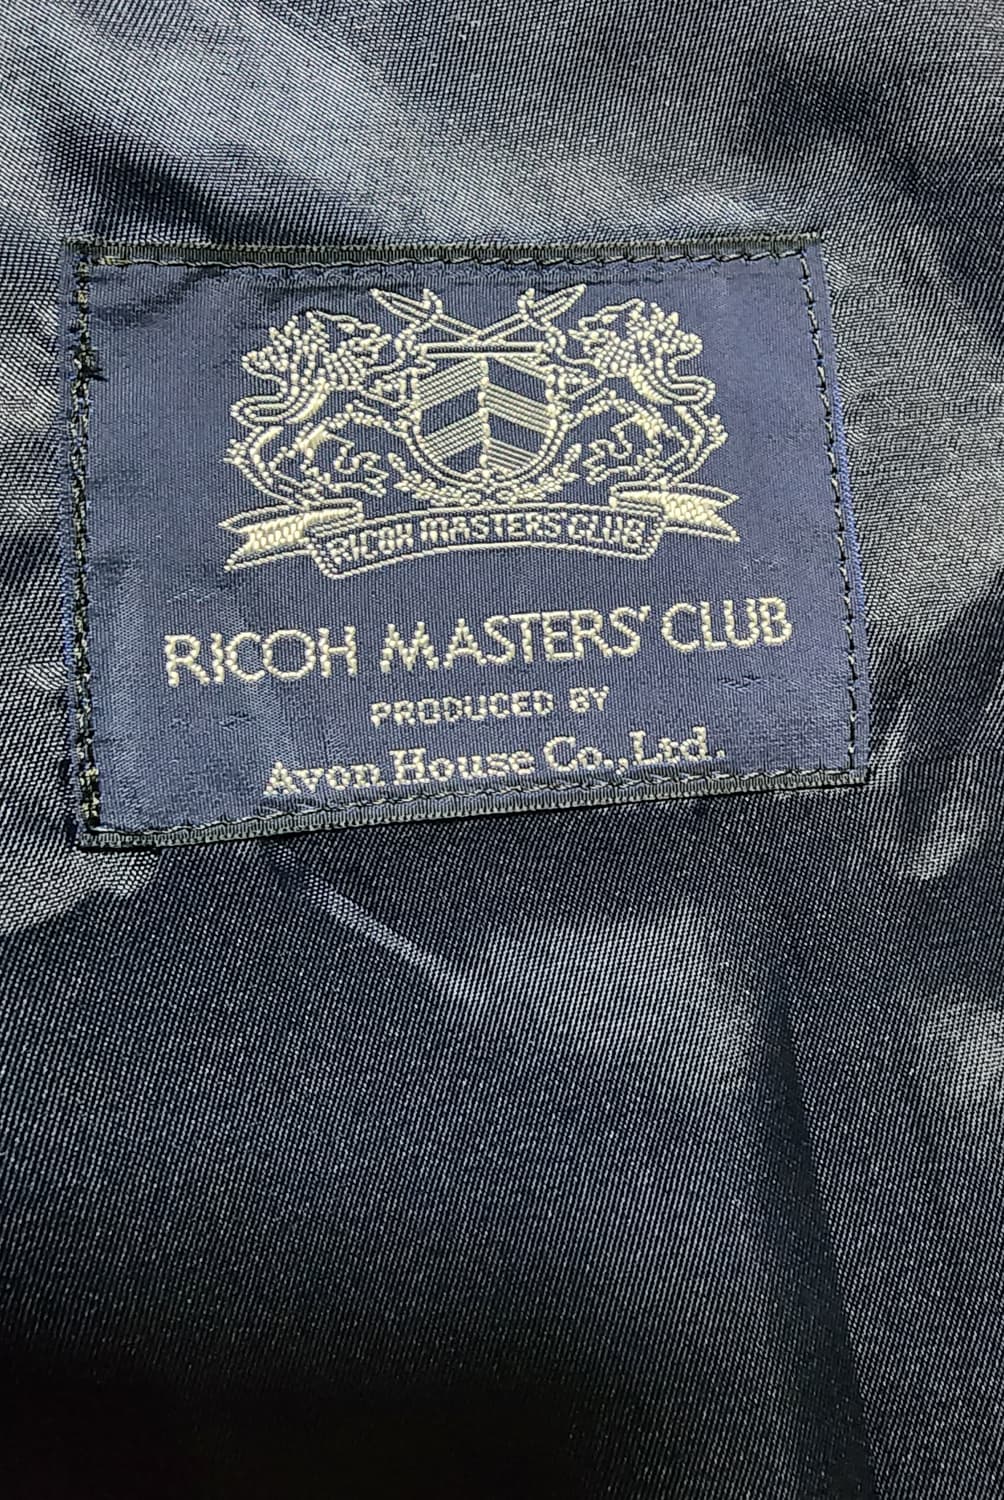 RICOH MASTERS CLUB
RICOH MASTERS' CLUB
PRODUCED BY
Avon House Co., Ltd.